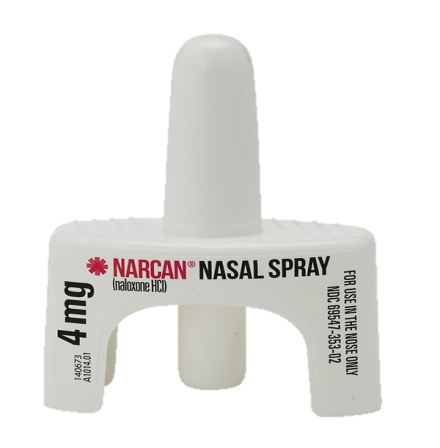 NARCAN® NASAL SPRAY
(naloxone HCl)
4 mg
140673
A1014.01
FOR USE IN THE NOSE ONLY
NDC 69547-353-02